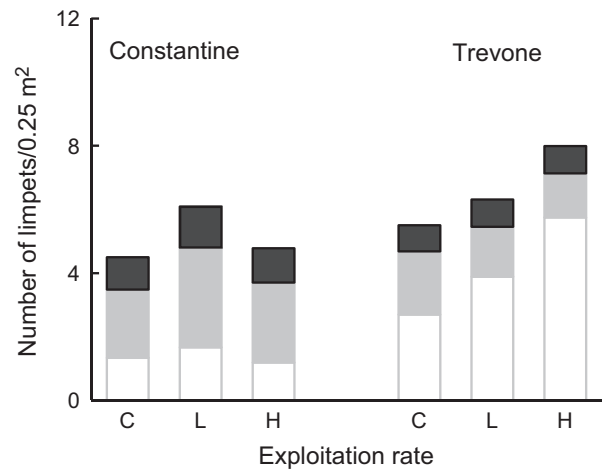 12
Constantine
Trevone
8
4
0
Number of limpets/0.25 m²
C
L
H
C
L
H
Exploitation rate